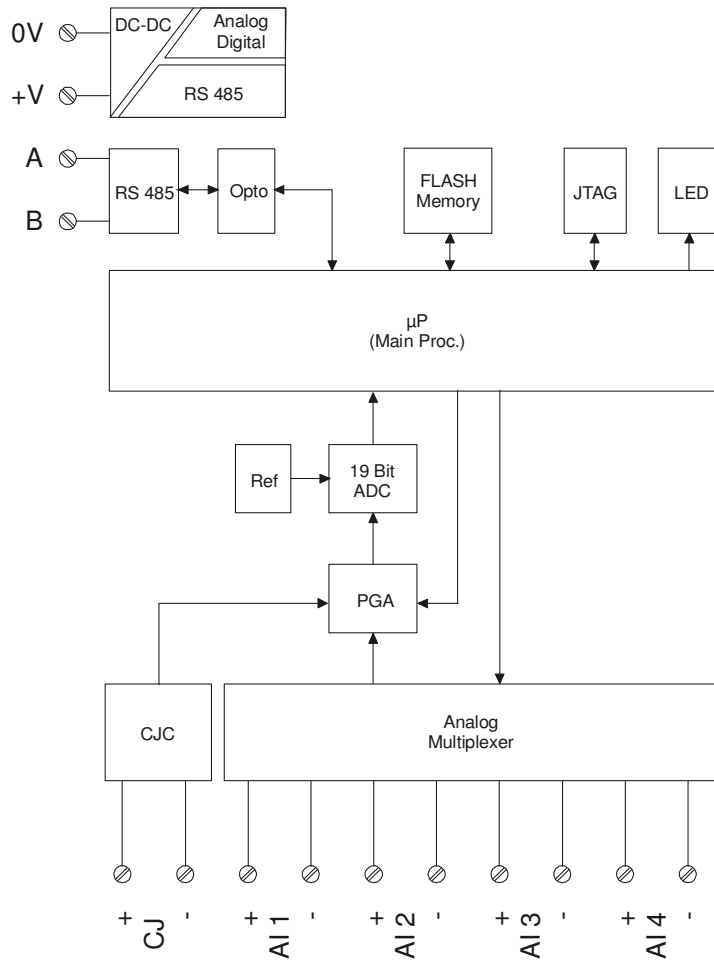 0V
DC-DC
Analog
Digital
+V
RS 485
A
RS 485
Opto
FLASH
Memory
JTAG
LED
B
µP
(Main Proc.)
Ref
19 Bit
ADC
PGA
CJC
Analog
Multiplexer
+ -
CJ
+ -
AI 1
+ -
AI 2
+ -
AI 3
+ -
AI 4